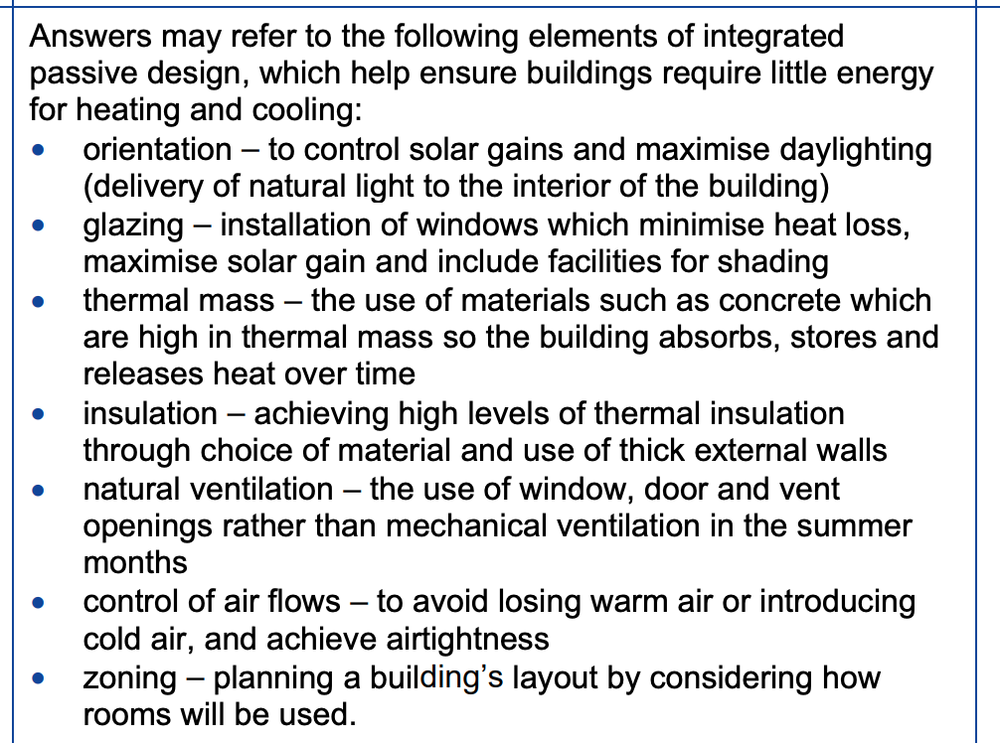 Answers may refer to the following elements of integrated
passive design, which help ensure buildings require little energy
for heating and cooling:
• orientation – to control solar gains and maximise daylighting
(delivery of natural light to the interior of the building)
• glazing – installation of windows which minimise heat loss,
maximise solar gain and include facilities for shading
• thermal mass – the use of materials such as concrete which
are high in thermal mass so the building absorbs, stores and
releases heat over time
• insulation – achieving high levels of thermal insulation
through choice of material and use of thick external walls
• natural ventilation – the use of window, door and vent
openings rather than mechanical ventilation in the summer
months
• control of air flows – to avoid losing warm air or introducing
cold air, and achieve airtightness
• zoning – planning a building’s layout by considering how
rooms will be used.